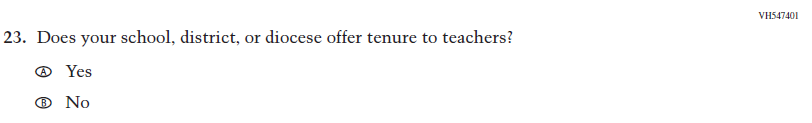 VH547401
23. Does your school, district, or diocese offer tenure to teachers?
A Yes
B No